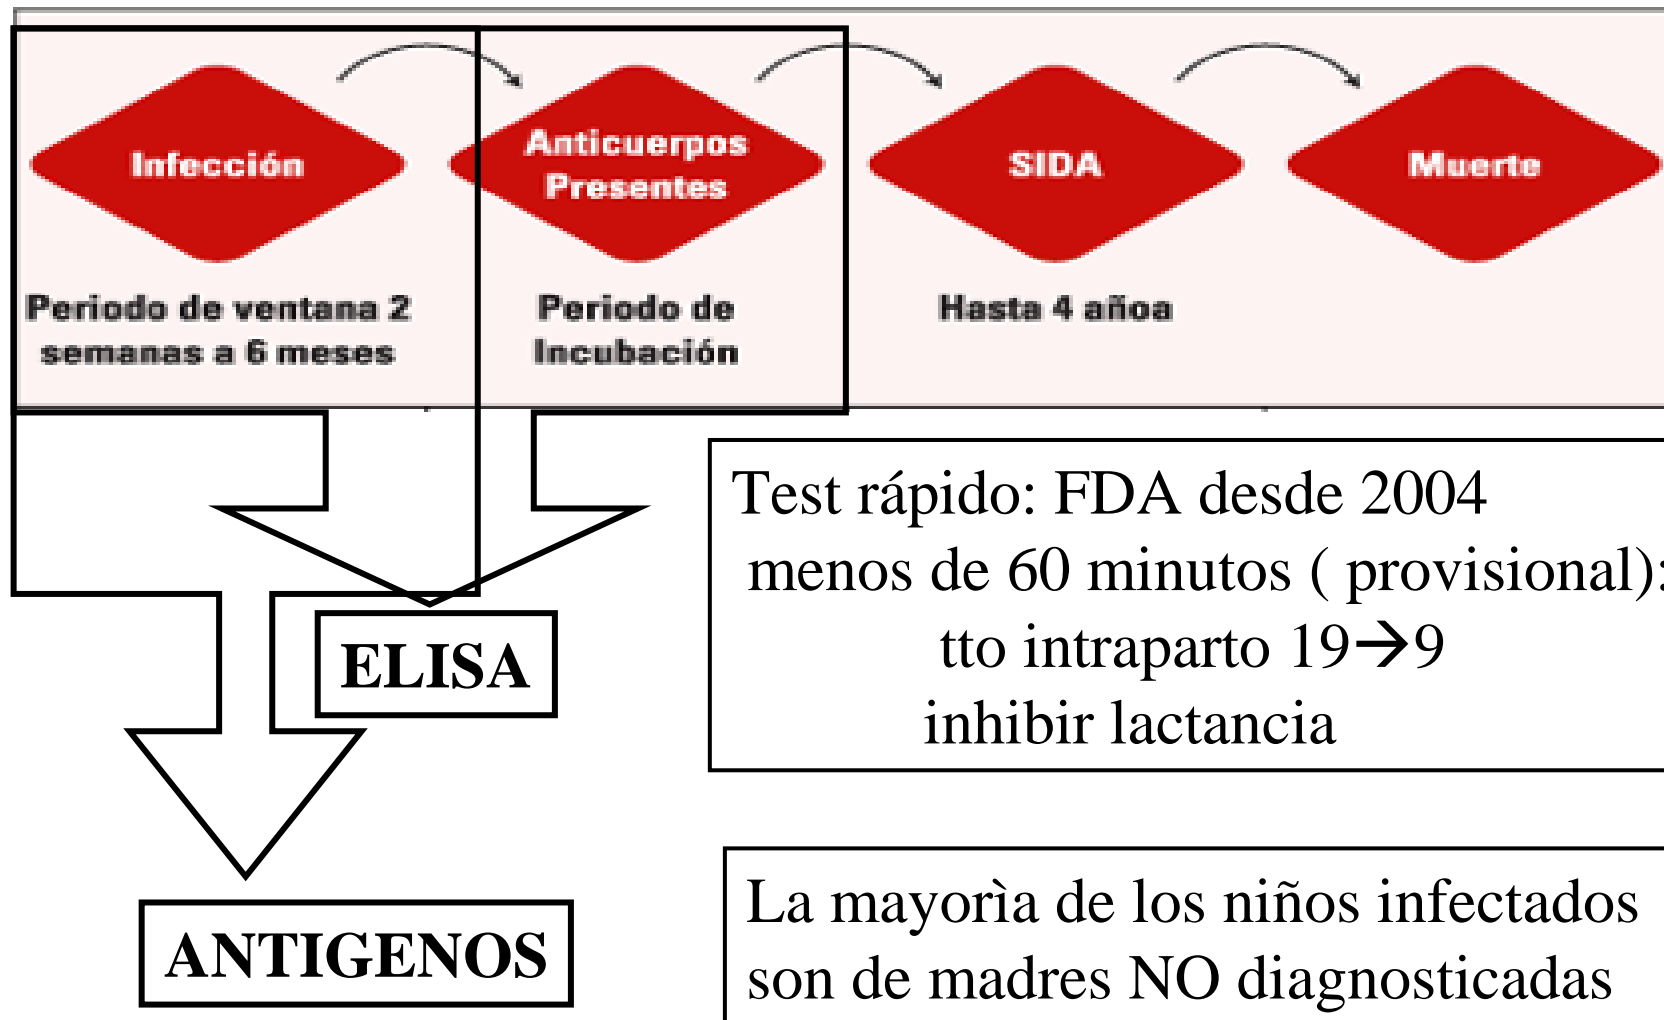 Infección
Anticuerpos
Presentes
SIDA
Muerte
Periodo de ventana 2
semanas a 6 meses
Periodo de
Incubación
Hasta 4 añoa
Test rápido: FDA desde 2004
menos de 60 minutos ( provisional):
tto intraparto 19→9
inhibir lactancia
ELISA
La mayorìa de los niños infectados
son de madres NO diagnosticadas
ANTIGENOS